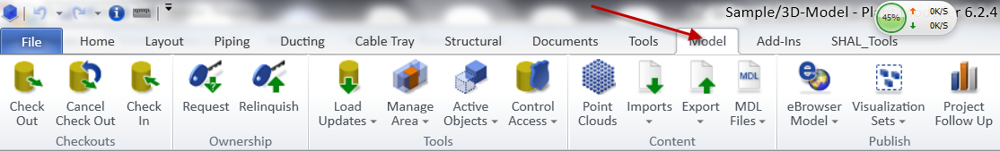 Sample/3D-Model - Pla er 6.2.4
45%
0K/S
0K/S
File Home Layout Piping Ducting Cable Tray Structural Documents Tools Model Add-Ins SHAL_Tools
MDL
Check Out
Cancel Check Out
Check In
Request
Relinquish
Load Updates
Manage Area
Active Objects
Control Access
Point Clouds
Imports
Export
MDL Files
eBrowser Model
Visualization Sets
Project Follow Up
Checkouts
Ownership
Tools
Content
Publish